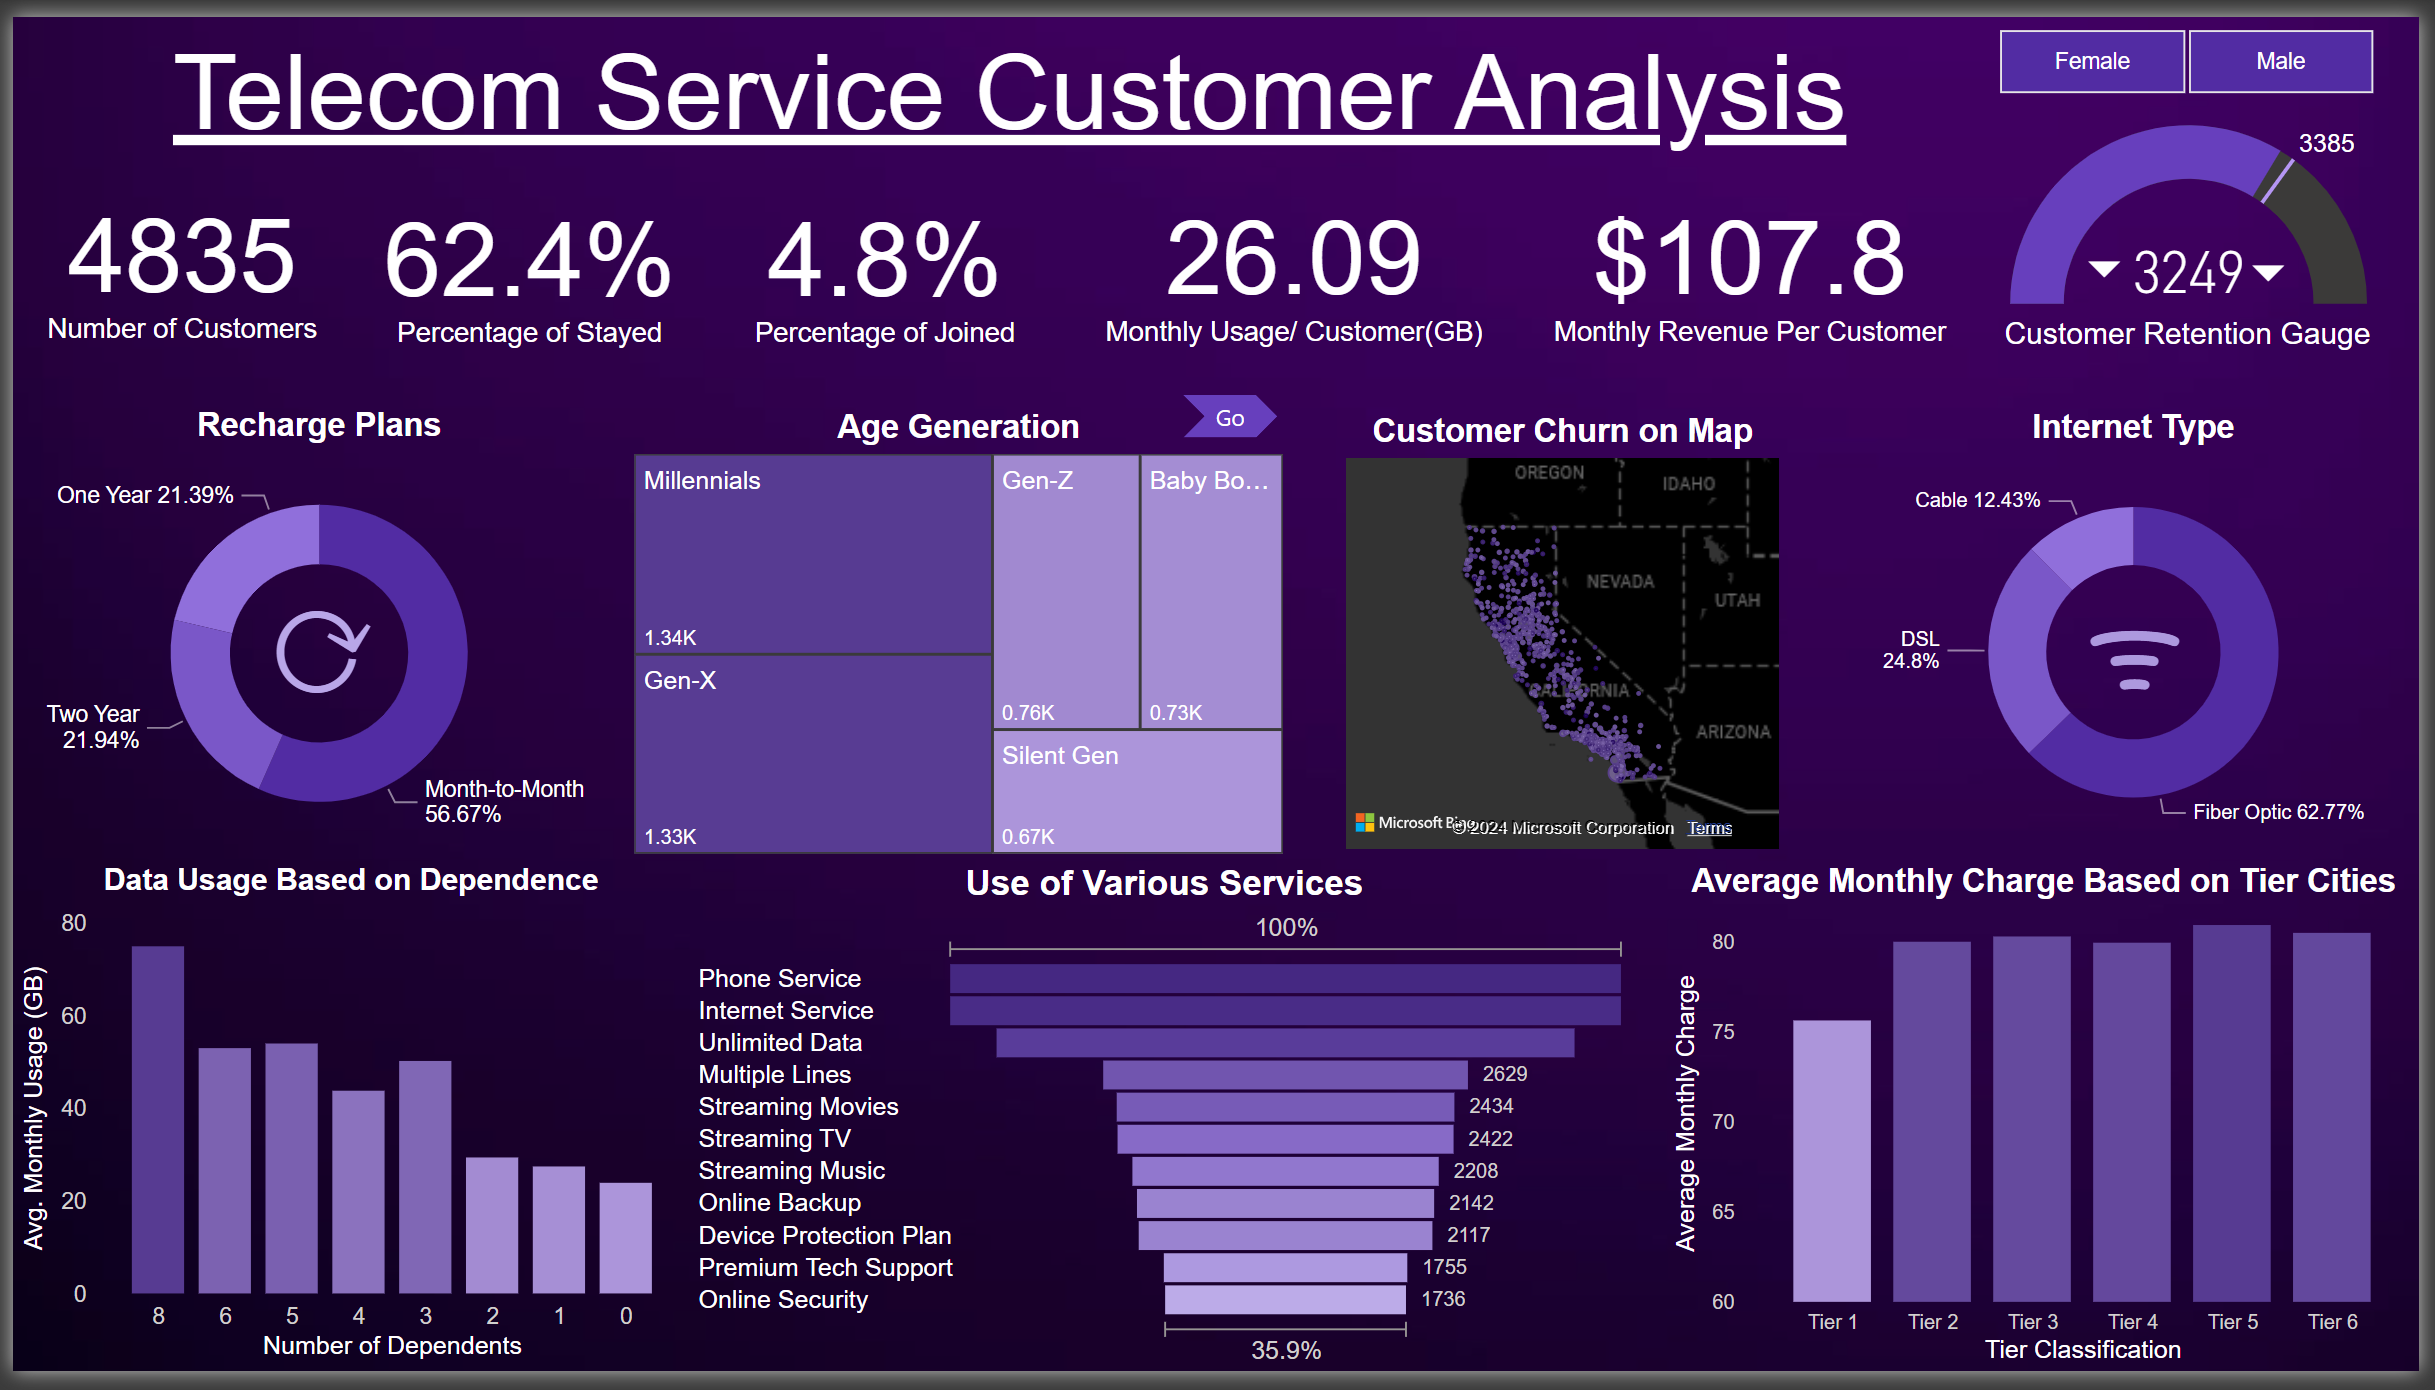 Telecom Service Customer Analysis
Female
Male
4835
Number of Customers
62.4%
Percentage of Stayed
4.8%
Percentage of Joined
26.09
Monthly Usage/ Customer(GB)
$107.8
Monthly Revenue Per Customer
3385
3249
Customer Retention Gauge
Recharge Plans
One Year 21.39%
Two Year
21.94%
Month-to-Month
56.67%
Age Generation
Go
Millennials
1.34K
Gen-X
1.33K
Gen-Z
0.76K
Baby Bo...
0.73K
Silent Gen
0.67K
Customer Churn on Map
OREGON
IDAHO
NEVADA
UTAH
CALIFORNIA
ARIZONA
Microsoft Bing
©2024 Microsoft Corporation Terms
Internet Type
Cable 12.43%
DSL
24.8%
Fiber Optic 62.77%
Data Usage Based on Dependence
Avg. Monthly Usage (GB)
80
60
40
20
0
8 6 5 4 3 2 1 0
Number of Dependents
Use of Various Services
100%
Phone Service
Internet Service
Unlimited Data
Multiple Lines 2629
Streaming Movies 2434
Streaming TV 2422
Streaming Music 2208
Online Backup 2142
Device Protection Plan 2117
Premium Tech Support 1755
Online Security 1736
35.9%
Average Monthly Charge Based on Tier Cities
Average Monthly Charge
80
75
70
65
60
Tier 1 Tier 2 Tier 3 Tier 4 Tier 5 Tier 6
Tier Classification